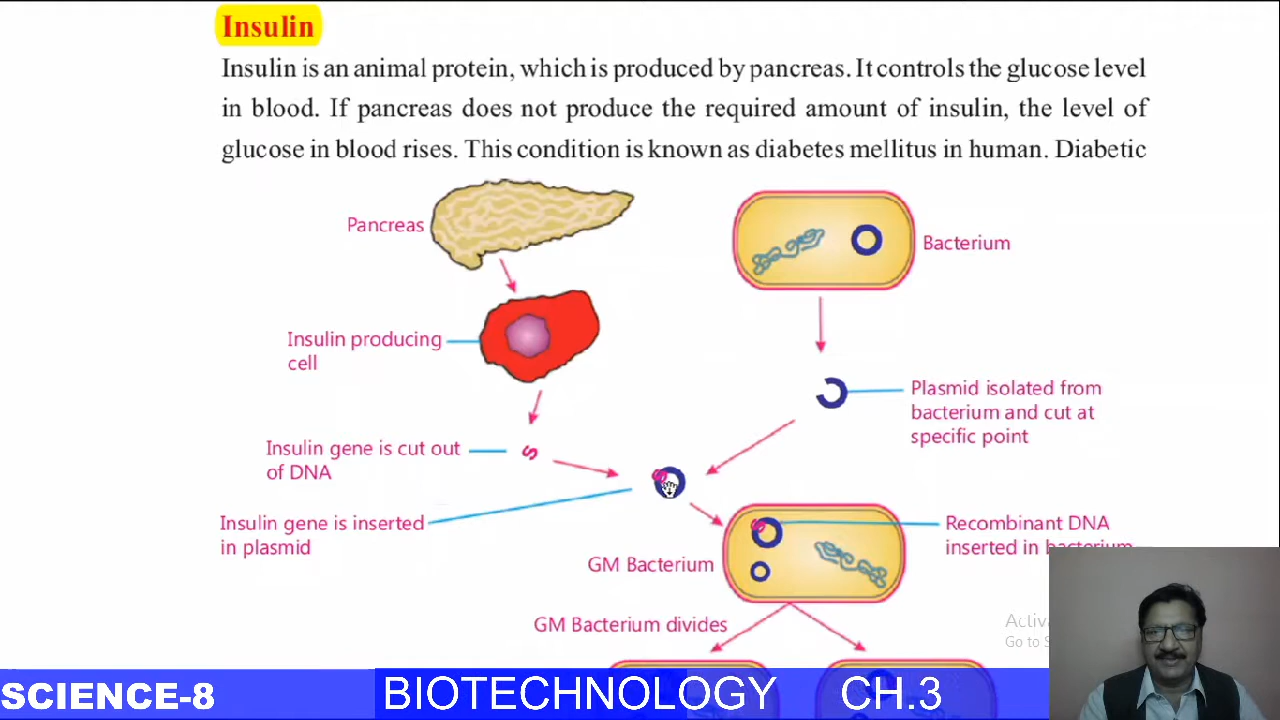 Insulin
Insulin is an animal protein, which is produced by pancreas. It controls the glucose level
in blood. If pancreas does not produce the required amount of insulin, the level of
glucose in blood rises. This condition is known as diabetes mellitus in human. Diabetic
Pancreas
Bacterium
Insulin producing
cell
Plasmid isolated from
bacterium and cut at
specific point
Insulin gene is cut out
of DNA
Insulin gene is inserted
in plasmid
Recombinant DNA
inserted in bacterium
GM Bacterium
GM Bacterium divides
Go to S
SCIENCE-8
BIOTECHNOLOGY CH.3